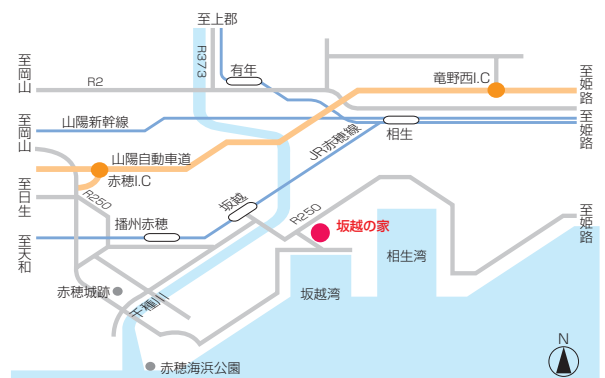 至上郡
至岡山
R373
有年
竜野西I.C
至姫路
R2
山陽新幹線
至岡山
相生
至姫路
JR赤穂線
山陽自動車道
赤穂I.C
至日生
R250
坂越
R250
坂越の家
至姫路
播州赤穂
至天和
相生湾
赤穂城跡
千種川
坂越湾
赤穂海浜公園
N